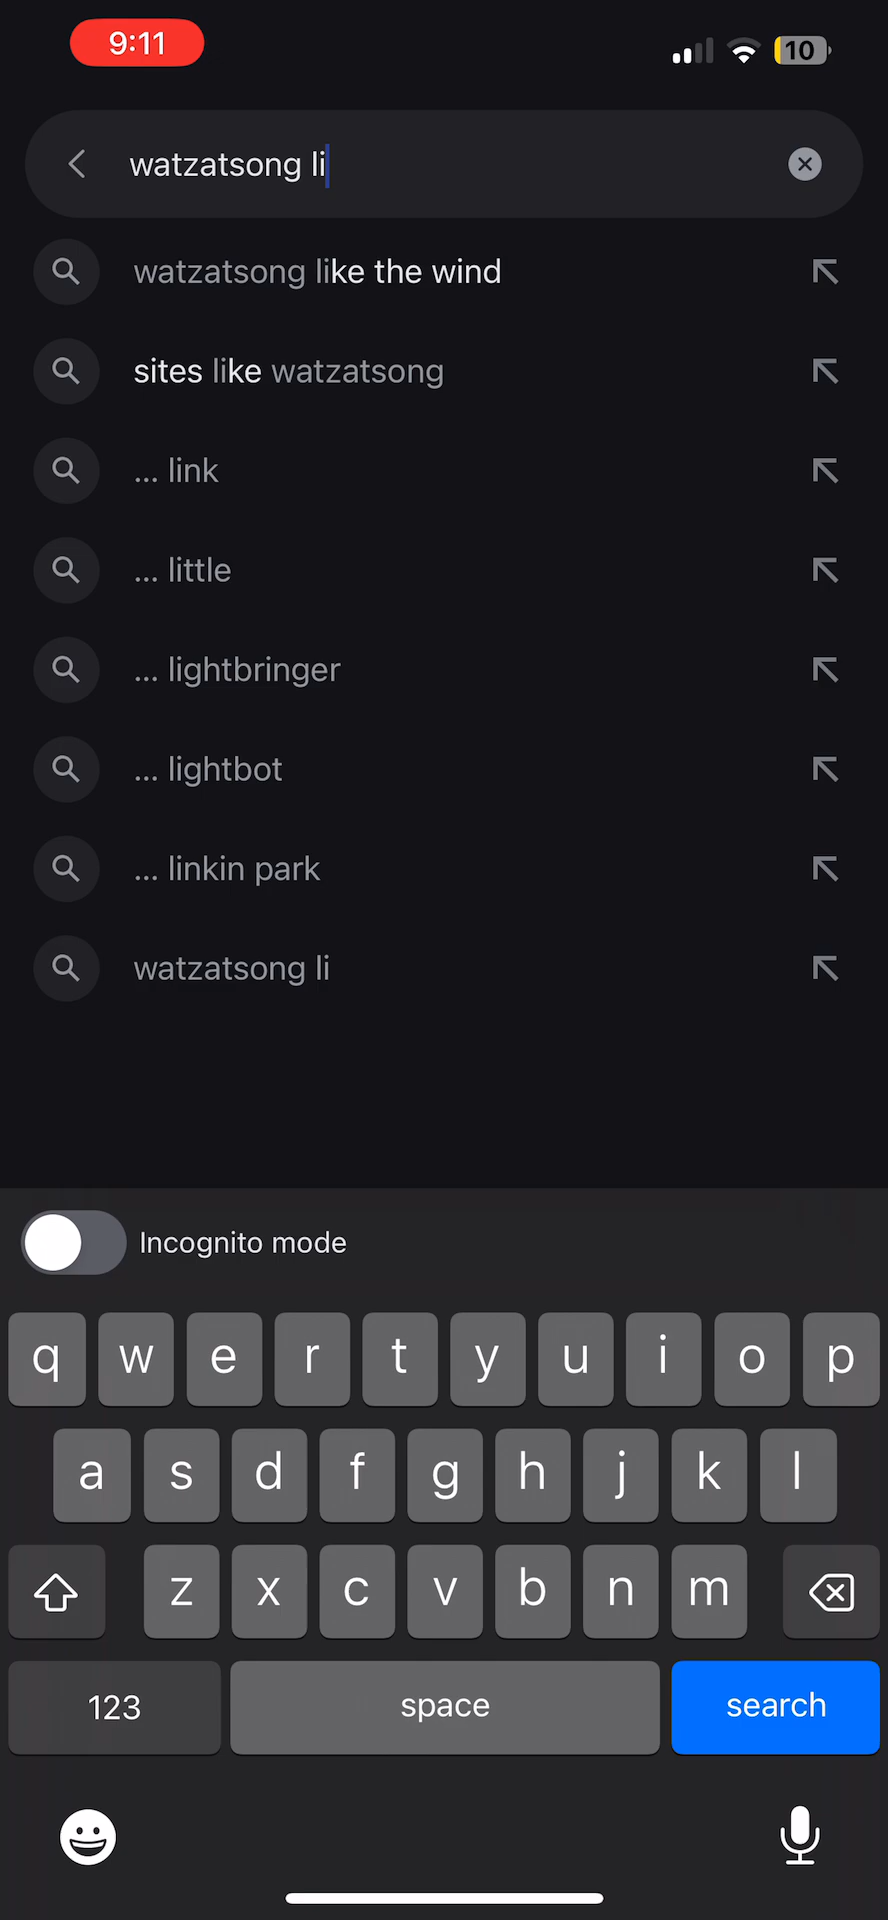 9:11
10
watzatsong li
watzatsong like the wind
sites like watzatsong
... link
... little
... lightbringer
... lightbot
... linkin park
watzatsong li
Incognito mode
q w e r t y u i o p
a s d f g h j k l
z x c v b n m
123 space search